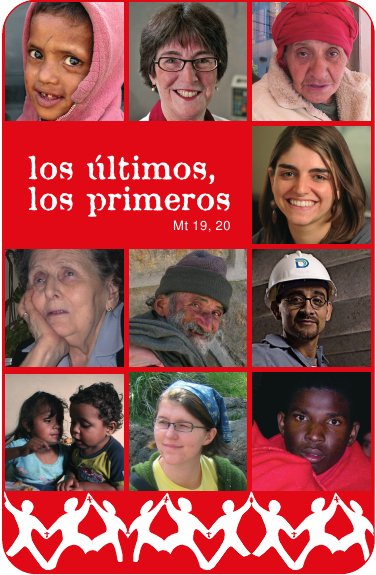 los últimos,
los primeros
Mt 19, 20
D